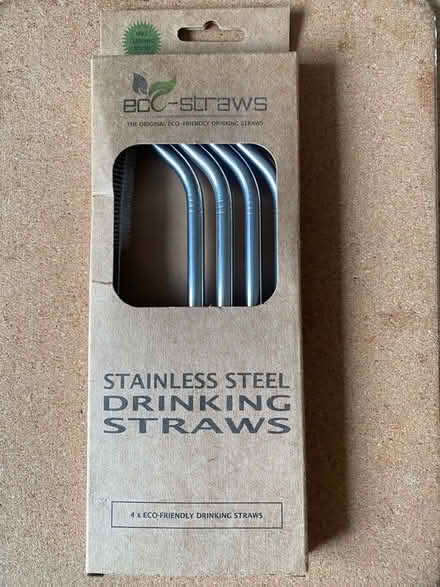 eco-straws
THE ORIGINAL ECO-FRIENDLY DRINKING STRAWS
STAINLESS STEEL
DRINKING
STRAWS
4 x ECO-FRIENDLY DRINKING STRAWS